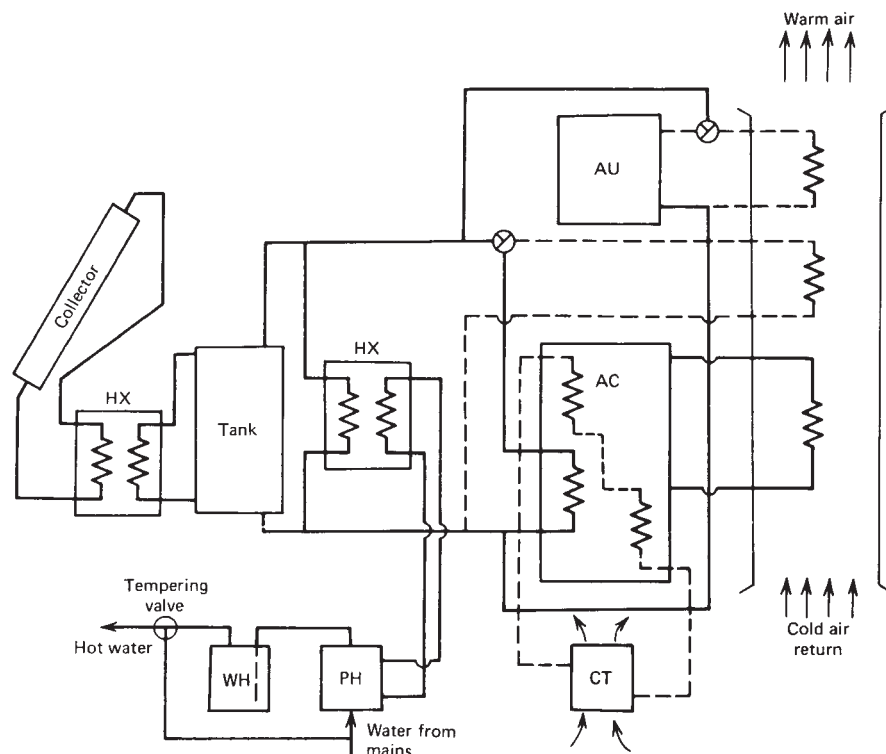 Warm air
AU
Collector
HX
AC
HX
Tank
Tempering
valve
Hot water
WH
PH
CT
Cold air
return
Water from
mains